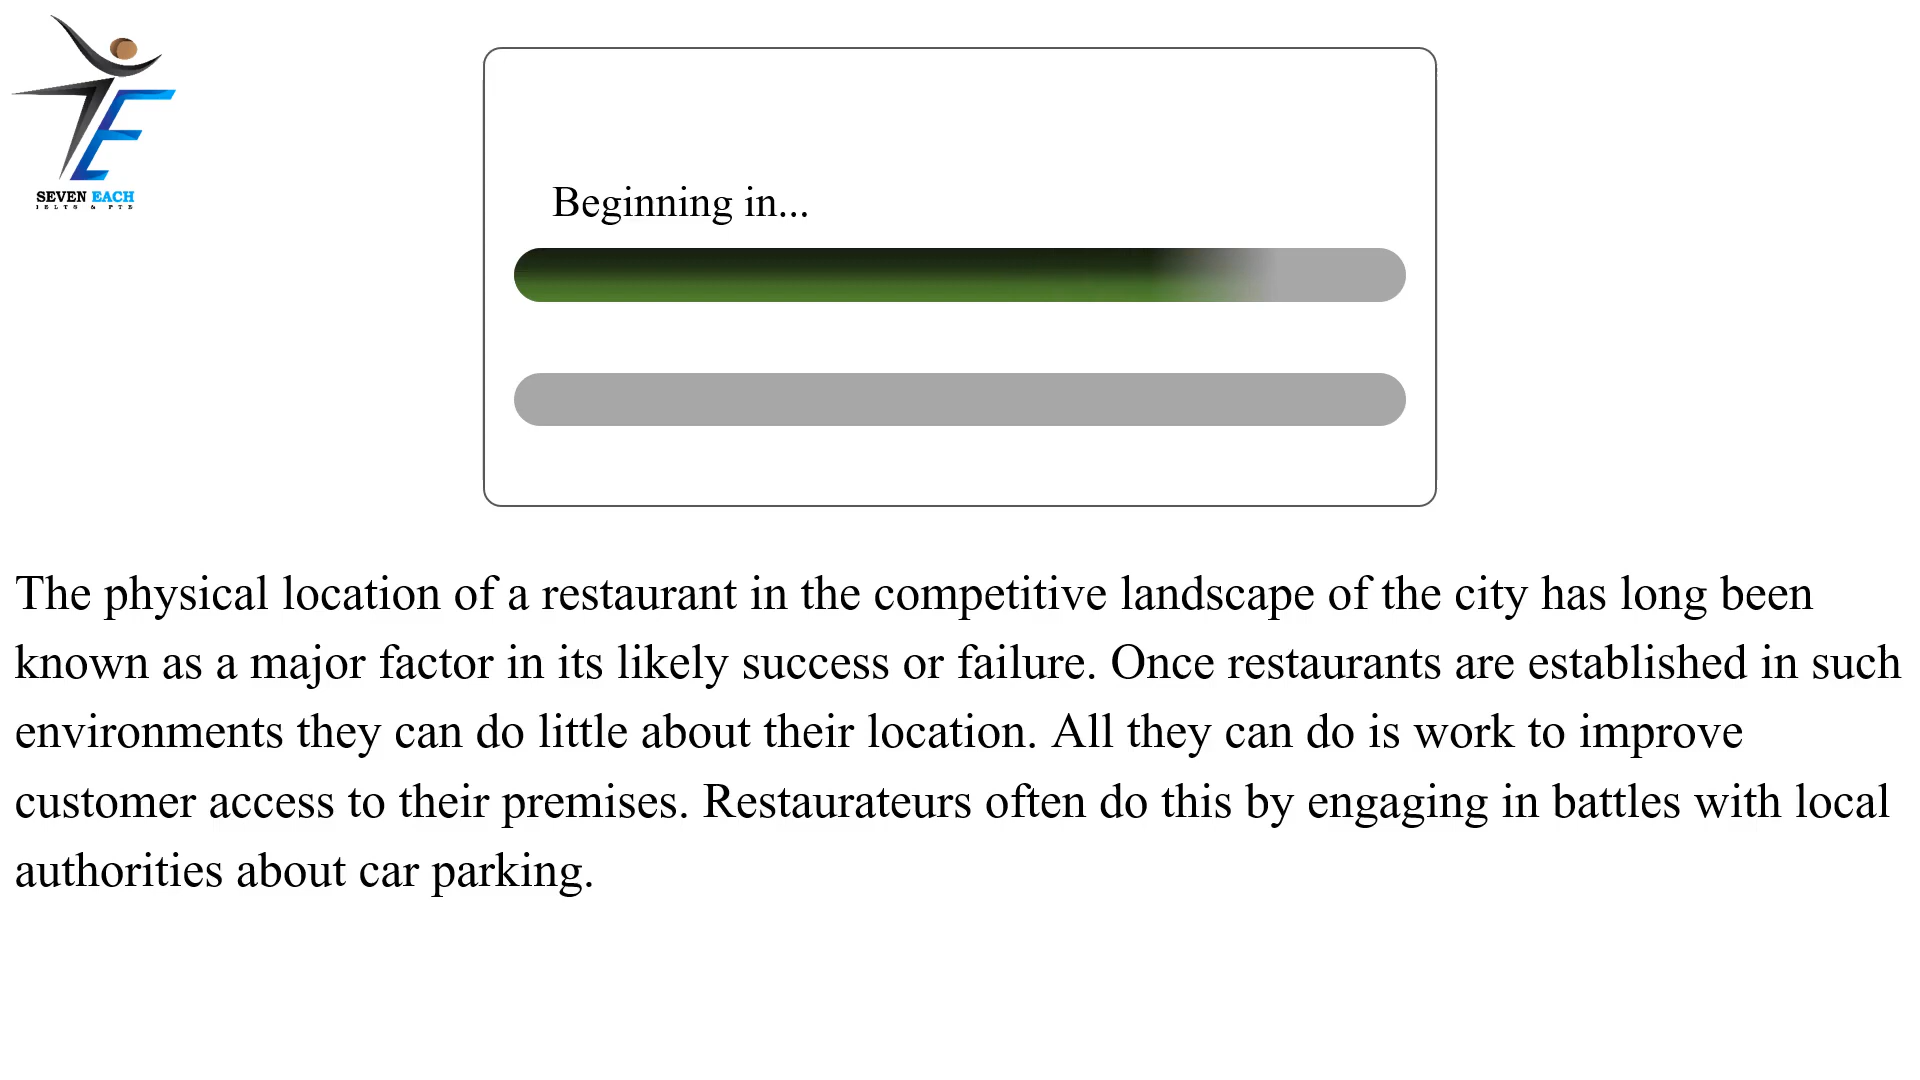 SEVEN EACH
IELTS & PTE
Beginning in...
The physical location of a restaurant in the competitive landscape of the city has long been
known as a major factor in its likely success or failure. Once restaurants are established in such
environments they can do little about their location. All they can do is work to improve
customer access to their premises. Restaurateurs often do this by engaging in battles with local
authorities about car parking.